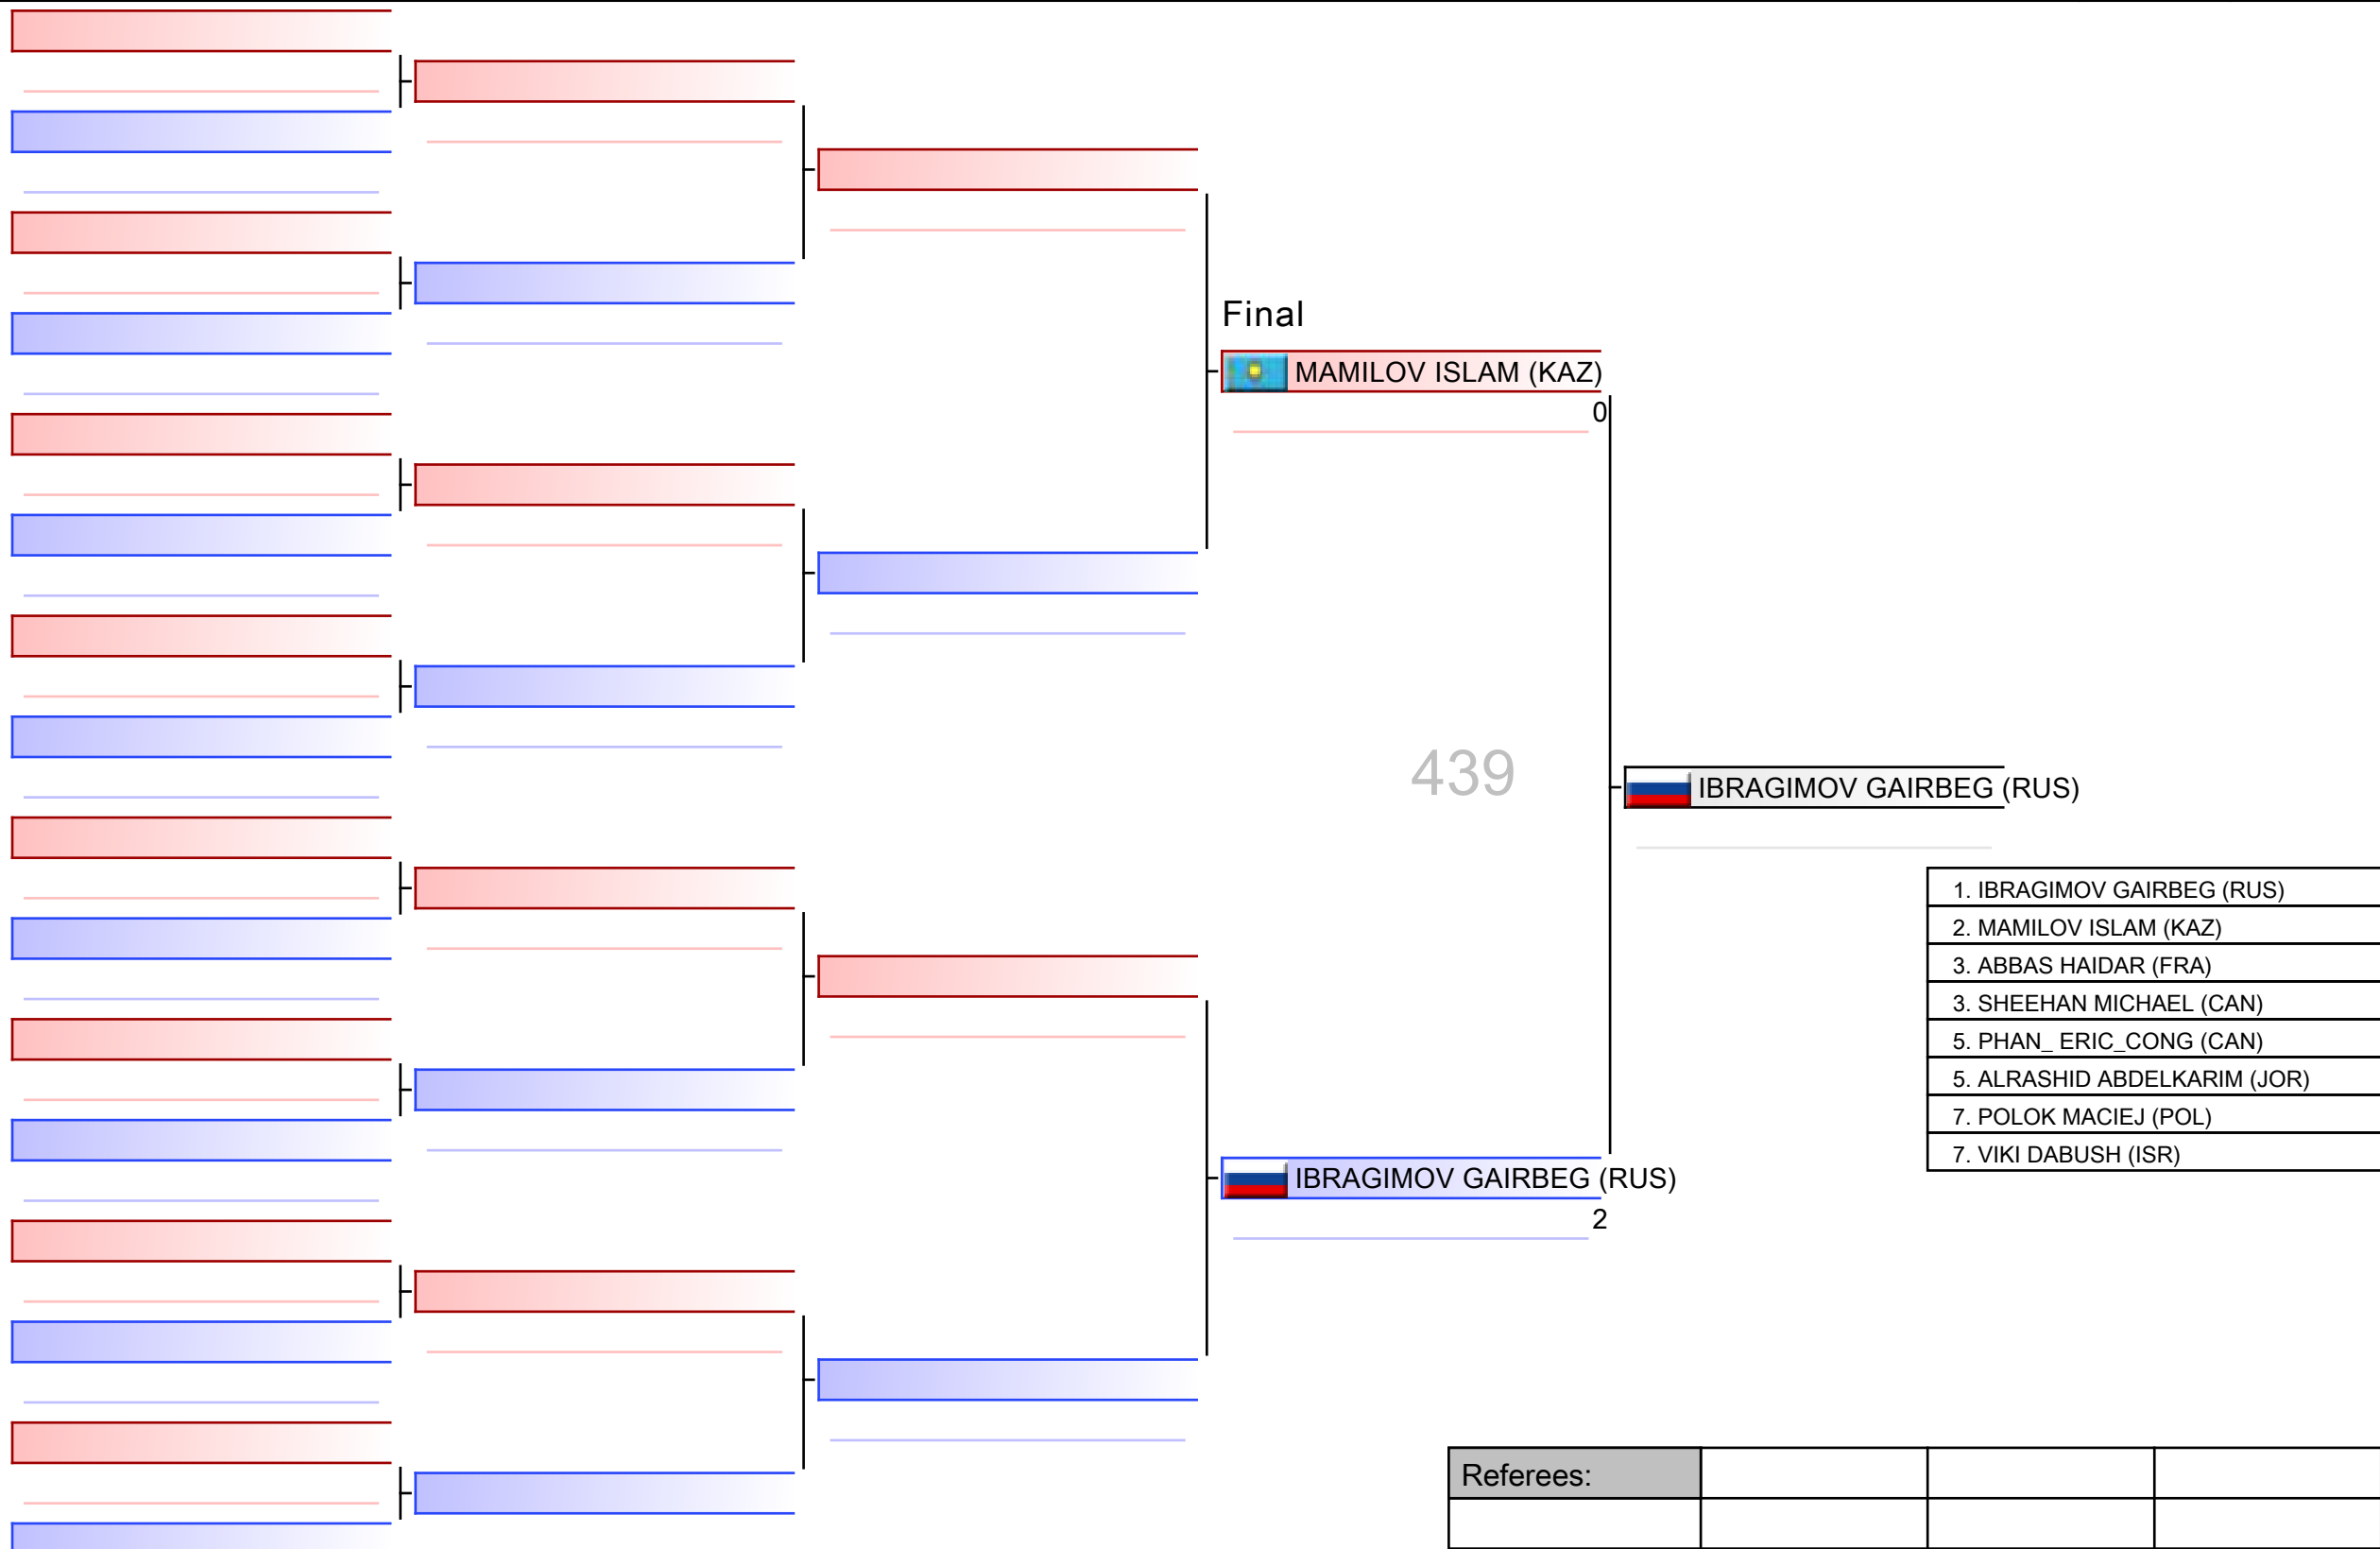 Final
MAMILOV ISLAM (KAZ)
0
439
IBRAGIMOV GAIRBEG (RUS)
1. IBRAGIMOV GAIRBEG (RUS)
2. MAMILOV ISLAM (KAZ)
3. ABBAS HAIDAR (FRA)
3. SHEEHAN MICHAEL (CAN)
5. PHAN_ ERIC_CONG (CAN)
5. ALRASHID ABDELKARIM (JOR)
7. POLOK MACIEJ (POL)
7. VIKI DABUSH (ISR)
IBRAGIMOV GAIRBEG (RUS)
2
Referees: